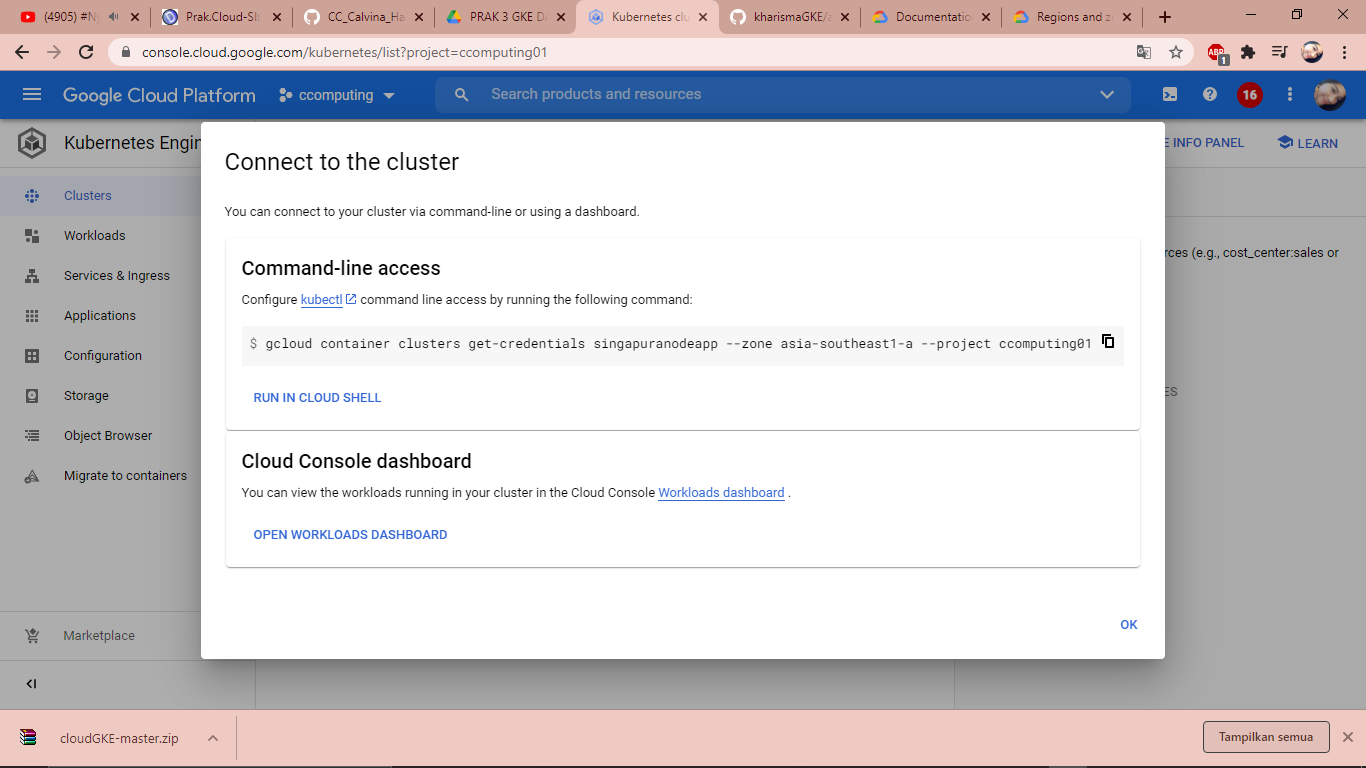 (4905) #N
Prak.Cloud-SI
CC_Calvina_Ha
PRAK 3 GKE D
Kubernetes clu
kharismaGKE/
Documentatio
Regions and z
console.cloud.google.com/kubernetes/list?project=ccomputing01
ABP
1
Google Cloud Platform
ccomputing
Search products and resources
16
Kubernetes Engin
E INFO PANEL
LEARN
Clusters
Workloads
Services & Ingress
Applications
Configuration
Storage
Object Browser
Migrate to containers
Marketplace
rces (e.g., cost_center:sales or
ES
Connect to the cluster
You can connect to your cluster via command-line or using a dashboard.
Command-line access
Configure kubectl command line access by running the following command:
$ gcloud container clusters get-credentials singapuranodeapp --zone asia-southeast1-a --project ccomputing01
RUN IN CLOUD SHELL
Cloud Console dashboard
You can view the workloads running in your cluster in the Cloud Console Workloads dashboard .
OPEN WORKLOADS DASHBOARD
OK
cloudGKE-master.zip
Tampilkan semua